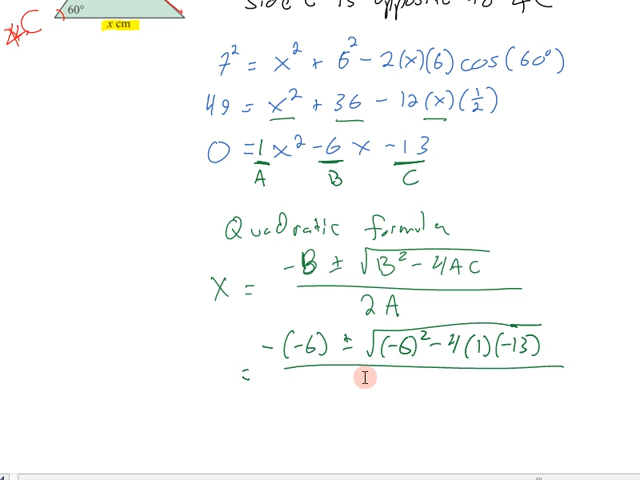 side C is opposite to ∠C
∠C
60°
x cm
7² = x² + 6² - 2(x)(6) cos(60°)
49 = x² + 36 - 12(x)(1/2)
0 = 1x² - 6x - 13
A B C
Quadratic formula
X = -B ± √B² - 4AC
2A
= -(-6) ± √(-6)² - 4(1)(-13)